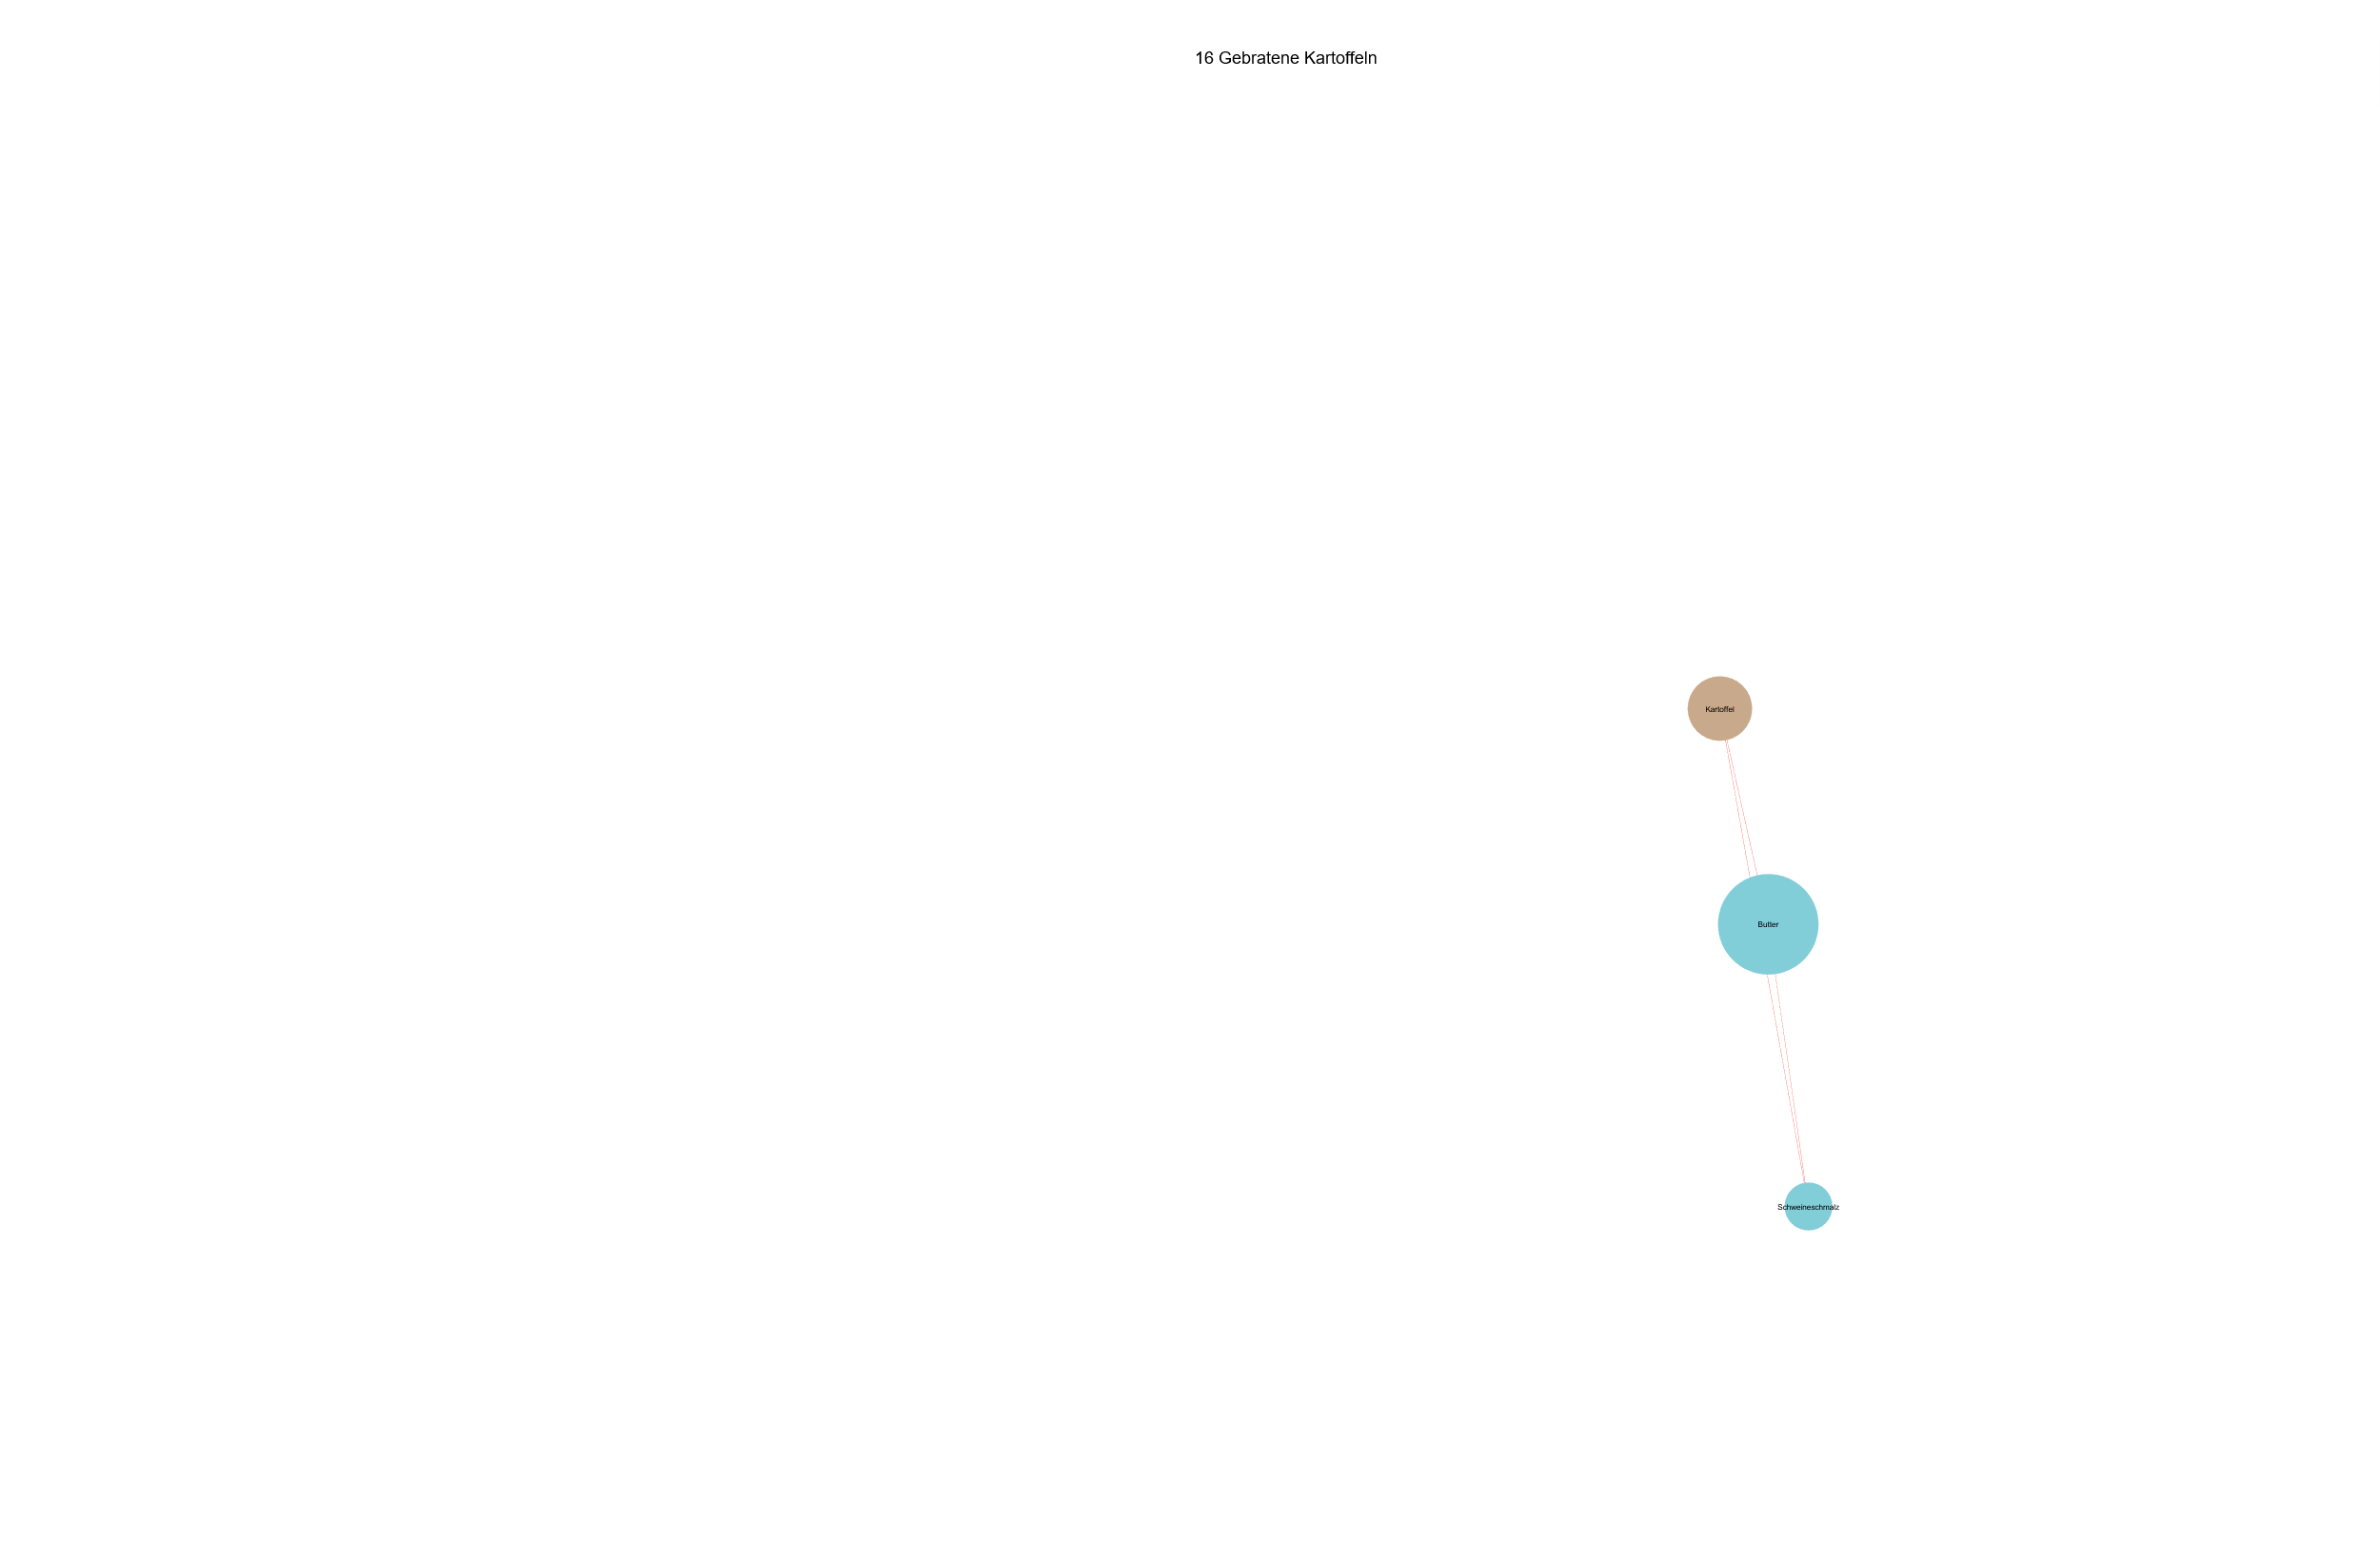 16 Gebratene Kartoffeln
Kartoffel
Butter
Schweineschmalz